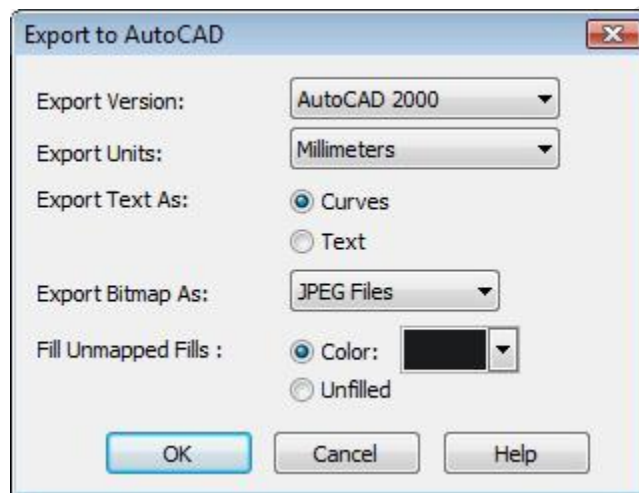 Export to AutoCAD
Export Version: AutoCAD 2000
Export Units: Millimeters
Export Text As: Curves
Text
Export Bitmap As: JPEG Files
Fill Unmapped Fills : Color:
Unfilled
OK Cancel Help